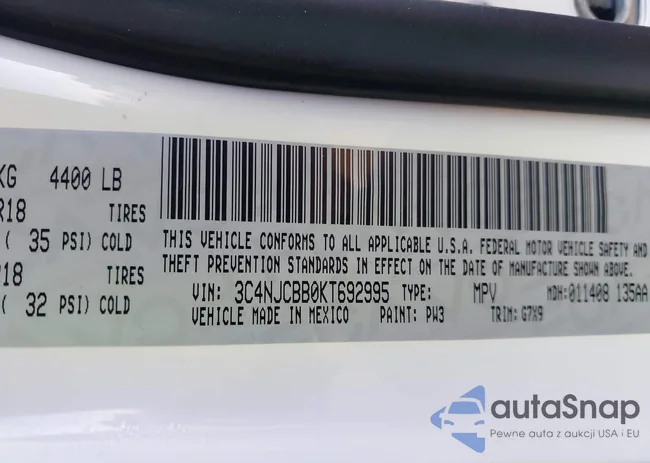 KG 4400 LB
R18 TIRES
( 35 PSI) COLD
R18 TIRES
( 32 PSI) COLD
THIS VEHICLE CONFORMS TO ALL APPLICABLE U.S.A. FEDERAL MOTOR VEHICLE SAFETY AND
THEFT PREVENTION STANDARDS IN EFFECT ON THE DATE OF MANUFACTURE SHOWN ABOVE.
VIN: 3C4NJCBB0KT692995 TYPE: MPV MDH: 011408 135AA
VEHICLE MADE IN MEXICO PAINT: PW3 TRIM: G7X9
autaSnap
Pewne auta z aukcji USA i EU